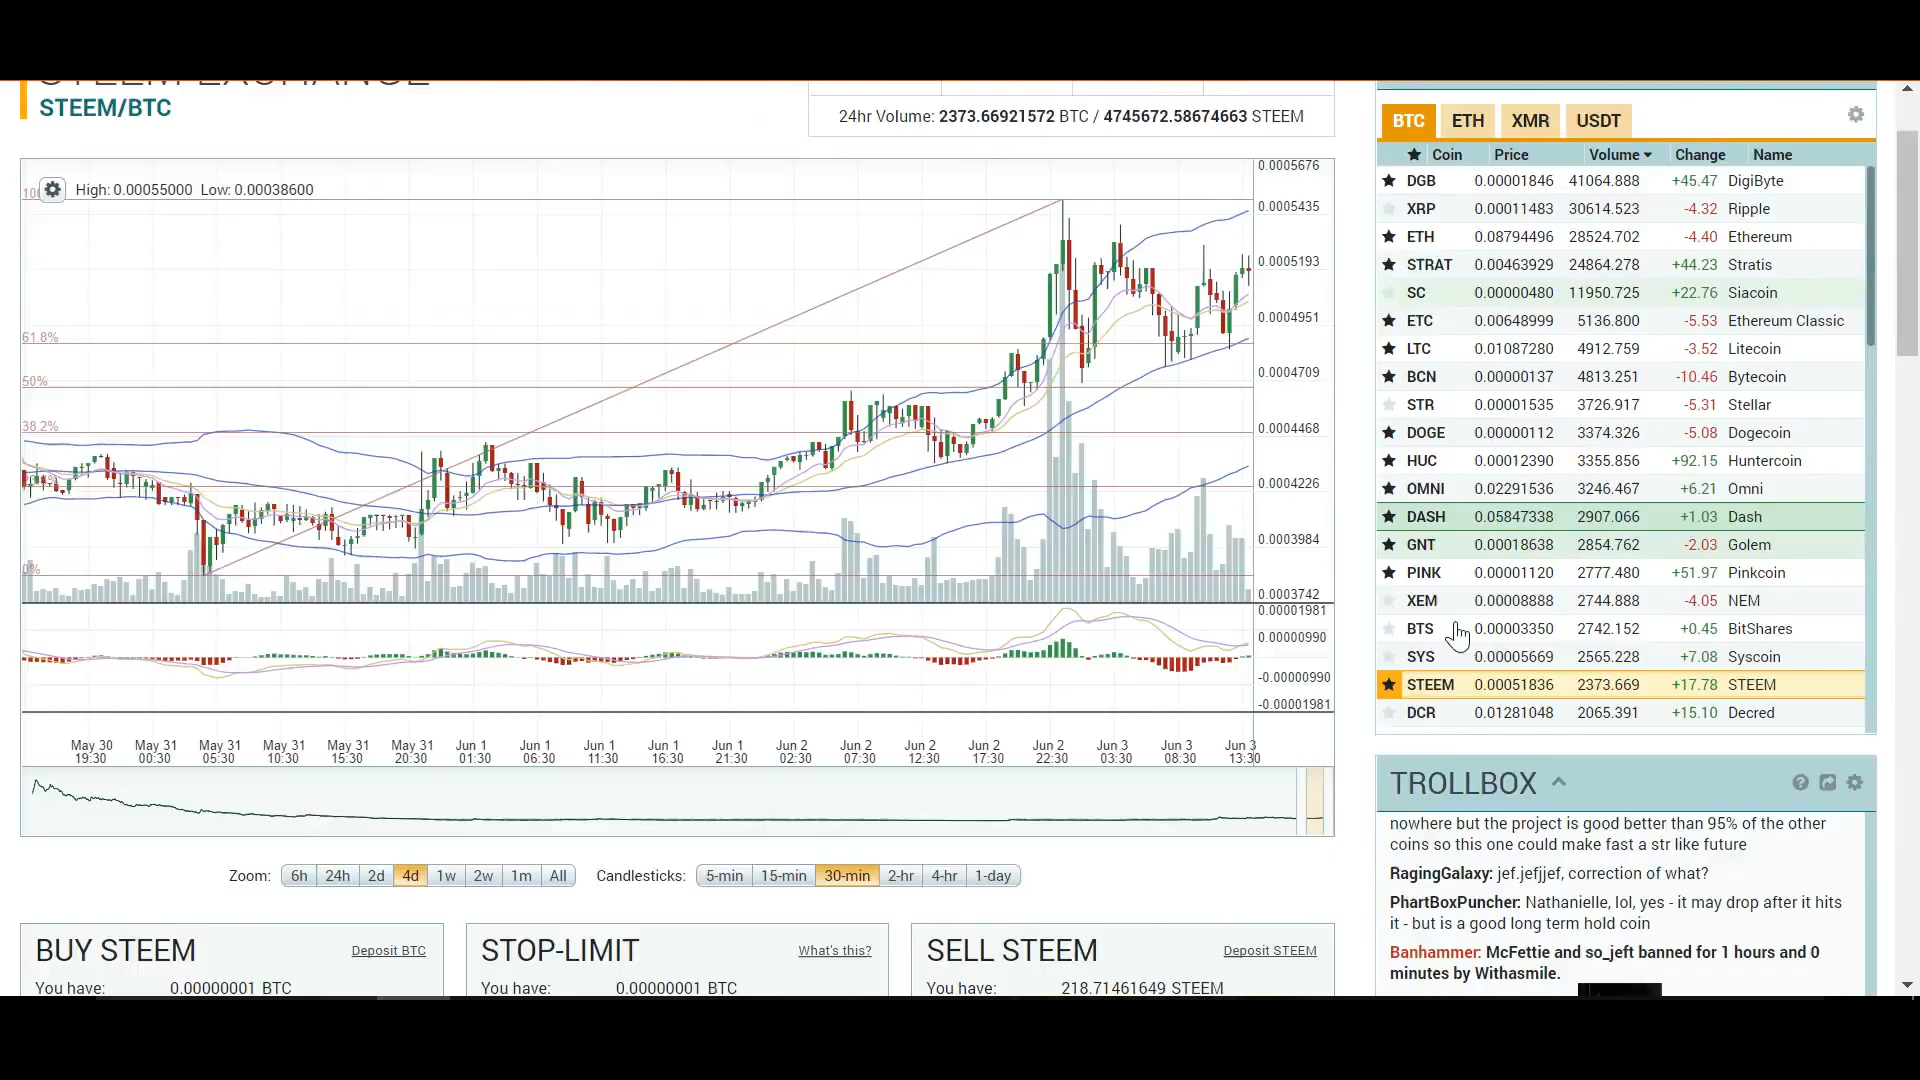 STEEM EXCHANGE
STEEM/BTC
24hr Volume: 2373.66921572 BTC / 4745672.58674663 STEEM
High: 0.00055000 Low: 0.00038600
61.8%
50%
38.2%
0%
0.0005676
0.0005435
0.0005193
0.0004951
0.0004709
0.0004468
0.0004226
0.0003984
0.0003742
0.00001981
0.00000990
-0.00000990
-0.00001981
May 30 19:30
May 31 00:30
May 31 05:30
May 31 10:30
May 31 15:30
May 31 20:30
Jun 1 01:30
Jun 1 06:30
Jun 1 11:30
Jun 1 16:30
Jun 1 21:30
Jun 2 02:30
Jun 2 07:30
Jun 2 12:30
Jun 2 17:30
Jun 2 22:30
Jun 3 03:30
Jun 3 08:30
Jun 3 13:30
Zoom: 6h 24h 2d 4d 1w 2w 1m All Candlesticks: 5-min 15-min 30-min 2-hr 4-hr 1-day
BUY STEEM Deposit BTC
You have: 0.00000001 BTC
STOP-LIMIT What's this?
You have: 0.00000001 BTC
SELL STEEM Deposit STEEM
You have: 218.71461649 STEEM
BTC ETH XMR USDT
Coin Price Volume Change Name
DGB 0.00001846 41064.888 +45.47 DigiByte
XRP 0.00011483 30614.523 -4.32 Ripple
ETH 0.08794496 28524.702 -4.40 Ethereum
STRAT 0.00463929 24864.278 +44.23 Stratis
SC 0.00000480 11950.725 +22.76 Siacoin
ETC 0.00648999 5136.800 -5.53 Ethereum Classic
LTC 0.01087280 4912.759 -3.52 Litecoin
BCN 0.00000137 4813.251 -10.46 Bytecoin
STR 0.00001535 3726.917 -5.31 Stellar
DOGE 0.00000112 3374.326 -5.08 Dogecoin
HUC 0.00012390 3355.856 +92.15 Huntercoin
OMNI 0.02291536 3246.467 +6.21 Omni
DASH 0.05847338 2907.066 +1.03 Dash
GNT 0.00018638 2854.762 -2.03 Golem
PINK 0.00001120 2777.480 +51.97 Pinkcoin
XEM 0.00008888 2744.888 -4.05 NEM
BTS 0.00003350 2742.152 +0.45 BitShares
SYS 0.00005669 2565.228 +7.08 Syscoin
STEEM 0.00051836 2373.669 +17.78 STEEM
DCR 0.01281048 2065.391 +15.10 Decred
TROLLBOX
nowhere but the project is good better than 95% of the other
coins so this one could make fast a str like future
RagingGalaxy: jef.jefjjef, correction of what?
PhartBoxPuncher: Nathanielle, lol, yes - it may drop after it hits
it - but is a good long term hold coin
Banhammer: McFettie and so_jeft banned for 1 hours and 0
minutes by Withasmile.